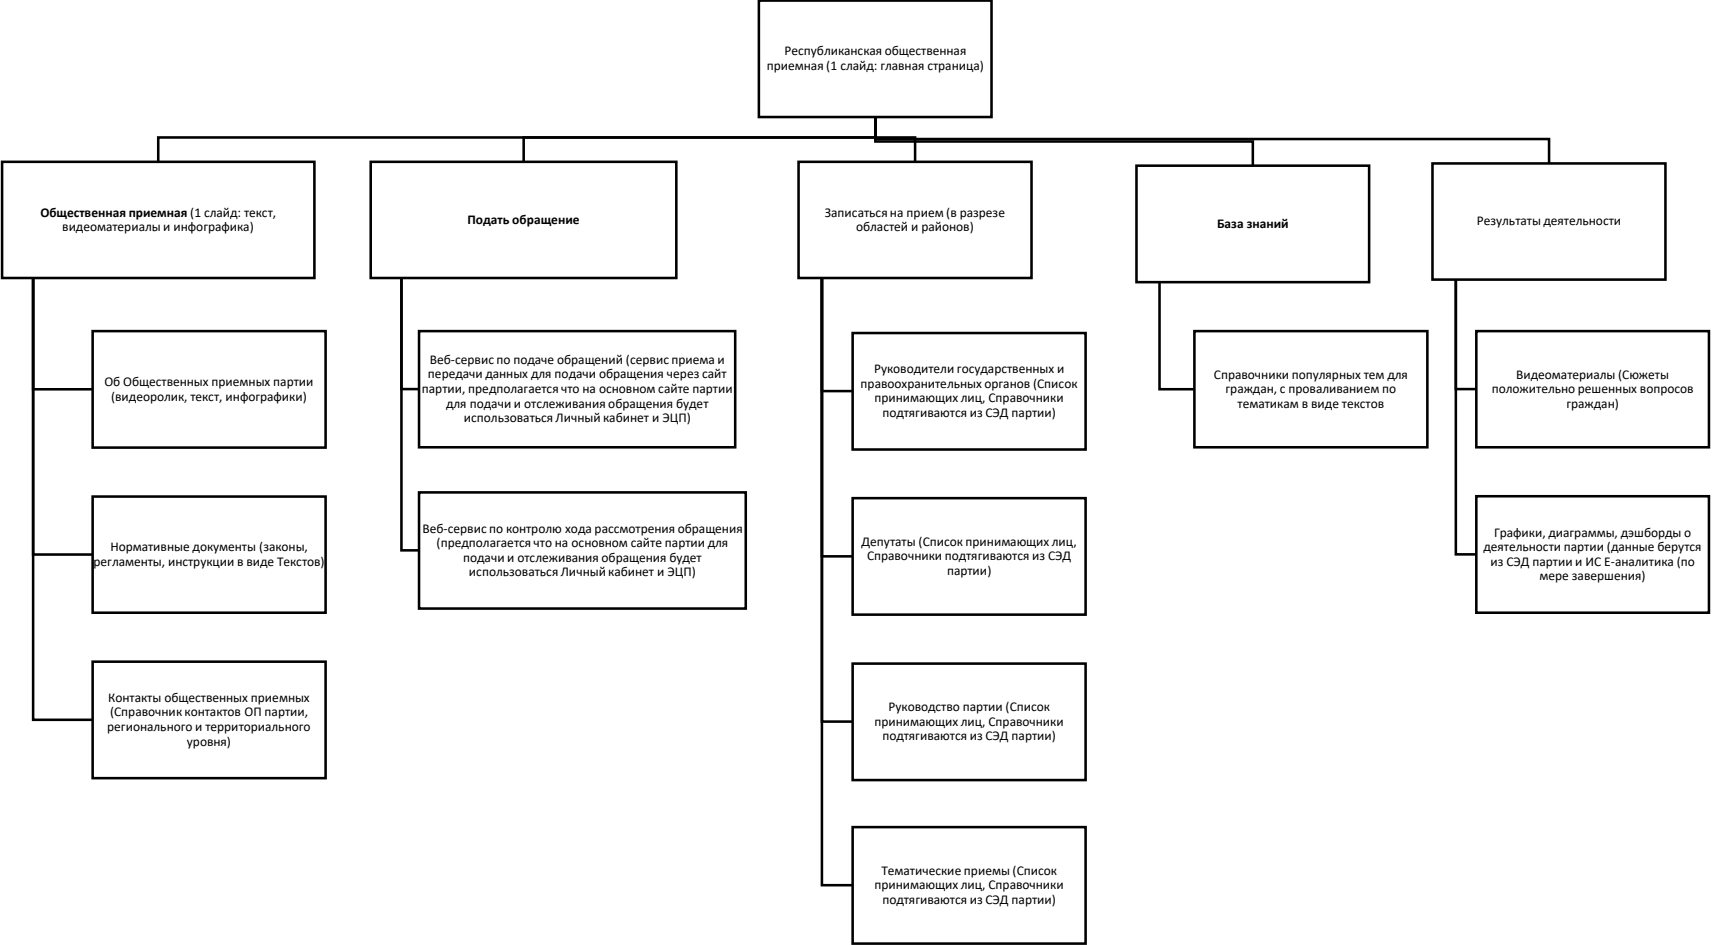 Республиканская общественная
приемная (1 слайд: главная страница)
Общественная приемная (1 слайд: текст,
видеоматериалы и инфографика)
Подать обращение
Записаться на прием (в разрезе
областей и районов)
База знаний
Результаты деятельности
Об Общественных приемных партии
(видеоролик, текст, инфографики)
Нормативные документы (законы,
регламенты, инструкции в виде Текстов)
Контакты общественных приемных
(Справочник контактов ОП партии,
регионального и территориального
уровня)
Веб-сервис по подаче обращений (сервис приема и
передачи данных для подачи обращения через сайт
партии, предполагается что на основном сайте партии
для подачи и отслеживания обращения будет
использоваться Личный кабинет и ЭЦП)
Веб-сервис по контролю хода рассмотрения обращения
(предполагается что на основном сайте партии для
подачи и отслеживания обращения будет
использоваться Личный кабинет и ЭЦП)
Руководители государственных и
правоохранительных органов (Список
принимающих лиц, Справочники
подтягиваются из СЭД партии)
Депутаты (Список принимающих лиц,
Справочники подтягиваются из СЭД
партии)
Руководство партии (Список
принимающих лиц, Справочники
подтягиваются из СЭД партии)
Тематические приемы (Список
принимающих лиц, Справочники
подтягиваются из СЭД партии)
Справочники популярных тем для
граждан, с проваливанием по
тематикам в виде текстов
Видеоматериалы (Сюжеты
положительно решенных вопросов
граждан)
Графики, диаграммы, дэшборды о
деятельности партии (данные берутся
из СЭД партии и ИС Е-аналитика (по
мере завершения)